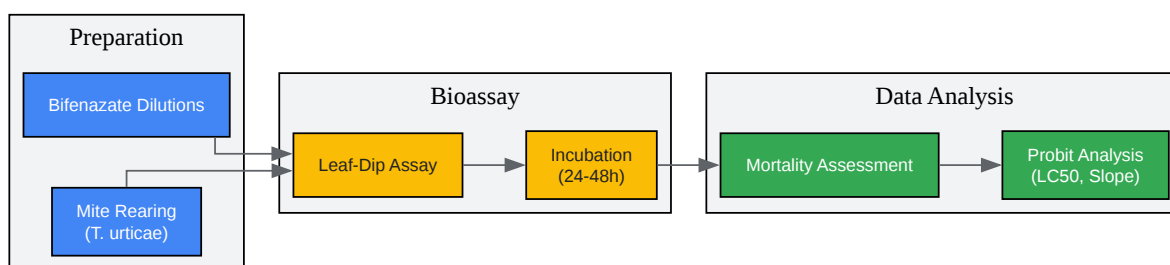 Preparation
Bifenazate Dilutions
Mite Rearing
(T. urticae)
Bioassay
Leaf-Dip Assay
Incubation
(24-48h)
Data Analysis
Mortality Assessment
Probit Analysis
(LC50, Slope)